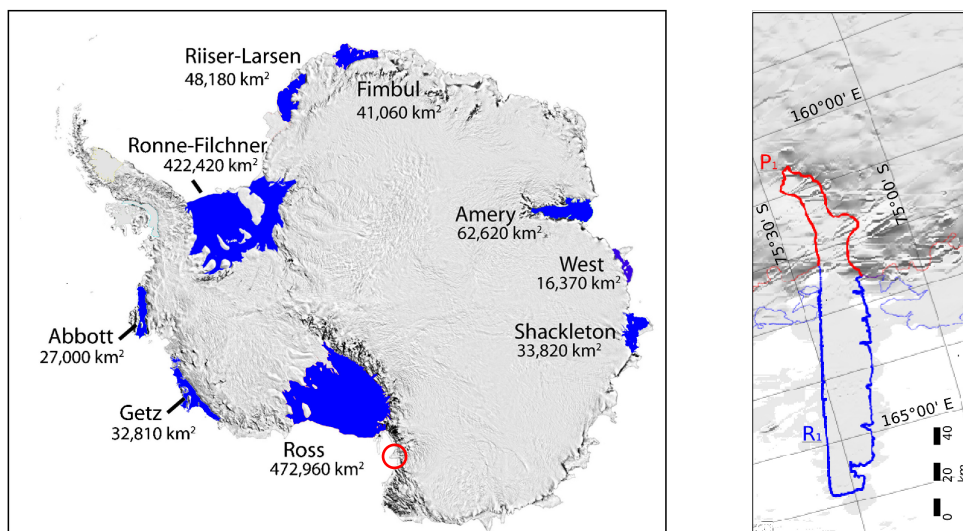 Riiser-Larsen
48,180 km²
Fimbul
41,060 km²
Ronne-Filchner
422,420 km²
Amery
62,620 km²
West
16,370 km²
Shackleton
33,820 km²
Abbott
27,000 km²
Getz
32,810 km²
Ross
472,960 km²
160°00' E
P₁
75°30' S
75°00' S
165°00' E
R₁
40
20
0
km